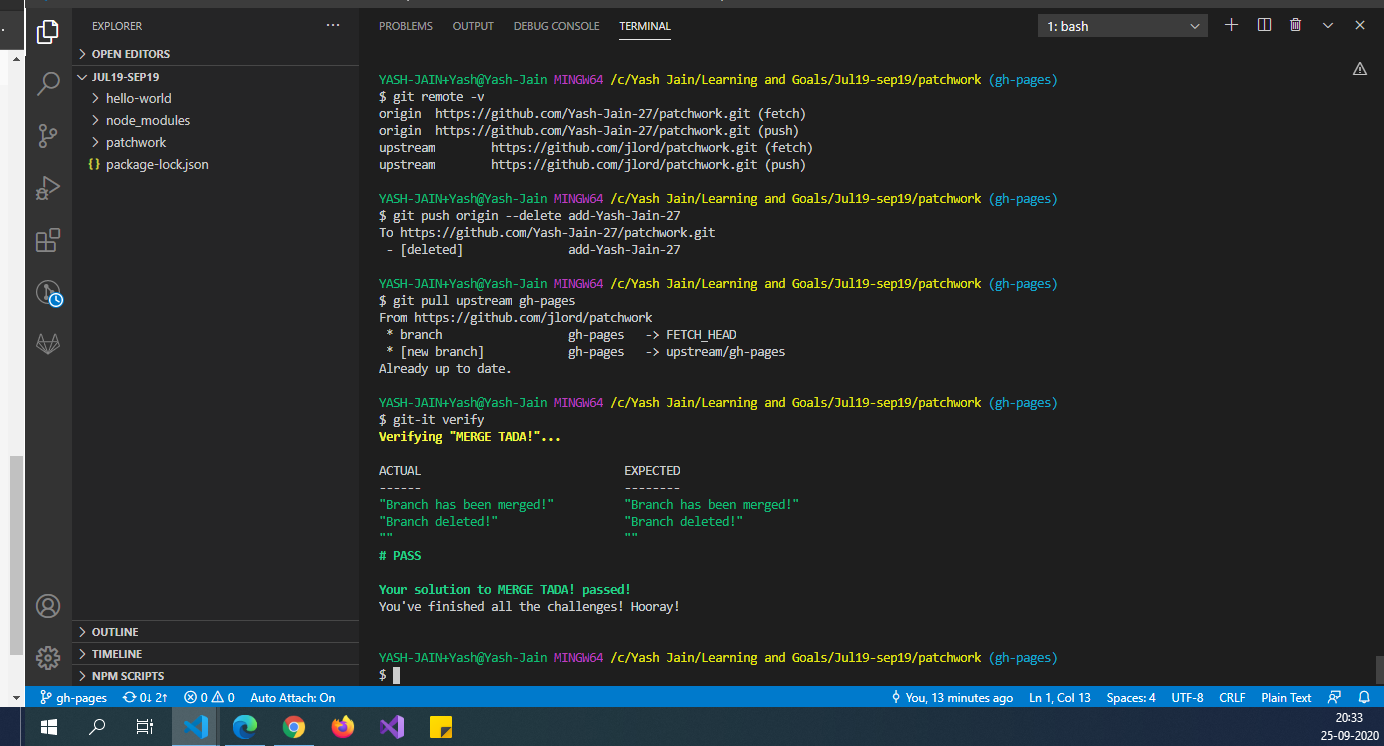 EXPLORER
...
OPEN EDITORS
JUL19-SEP19
hello-world
node_modules
patchwork
{} package-lock.json
OUTLINE
TIMELINE
NPM SCRIPTS
PROBLEMS OUTPUT DEBUG CONSOLE TERMINAL
1: bash
YASH-JAIN+Yash@Yash-Jain MINGW64 /c/Yash Jain/Learning and Goals/Jul19-sep19/patchwork (gh-pages)
$ git remote -v
origin https://github.com/Yash-Jain-27/patchwork.git (fetch)
origin https://github.com/Yash-Jain-27/patchwork.git (push)
upstream https://github.com/jlord/patchwork.git (fetch)
upstream https://github.com/jlord/patchwork.git (push)
YASH-JAIN+Yash@Yash-Jain MINGW64 /c/Yash Jain/Learning and Goals/Jul19-sep19/patchwork (gh-pages)
$ git push origin --delete add-Yash-Jain-27
To https://github.com/Yash-Jain-27/patchwork.git
- [deleted] add-Yash-Jain-27
YASH-JAIN+Yash@Yash-Jain MINGW64 /c/Yash Jain/Learning and Goals/Jul19-sep19/patchwork (gh-pages)
$ git pull upstream gh-pages
From https://github.com/jlord/patchwork
* branch gh-pages -> FETCH_HEAD
* [new branch] gh-pages -> upstream/gh-pages
Already up to date.
YASH-JAIN+Yash@Yash-Jain MINGW64 /c/Yash Jain/Learning and Goals/Jul19-sep19/patchwork (gh-pages)
$ git-it verify
Verifying "MERGE TADA!"...
ACTUAL EXPECTED
------ --------
"Branch has been merged!" "Branch has been merged!"
"Branch deleted!" "Branch deleted!"
"" ""
# PASS
Your solution to MERGE TADA! passed!
You've finished all the challenges! Hooray!
YASH-JAIN+Yash@Yash-Jain MINGW64 /c/Yash Jain/Learning and Goals/Jul19-sep19/patchwork (gh-pages)
$
gh-pages 0↓ 2↑ 0 0 Auto Attach: On You, 13 minutes ago Ln 1, Col 13 Spaces: 4 UTF-8 CRLF Plain Text
20:33
25-09-2020